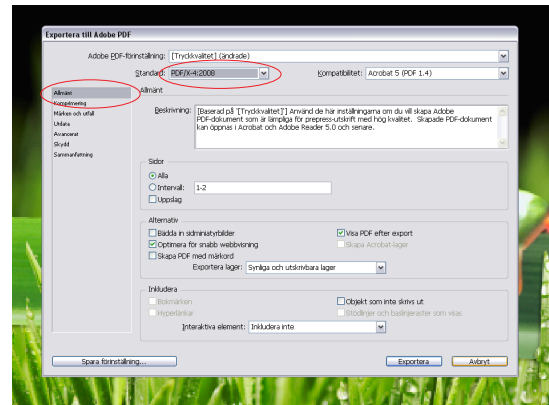 Exportera till Adobe PDF
Adobe PDF-förinställning: [Tryckkvalitet] (ändrade)
Standard: PDF/X-4:2008 Kompatibilitet: Acrobat 5 (PDF 1.4)
Allmänt
Komprimering
Märken och utfall
Utdata
Avancerat
Skydd
Sammanfattning
Allmänt
Beskrivning: [Baserad på '[Tryckkvalitet]'] Använd de här inställningarna om du vill skapa Adobe
PDF-dokument som är lämpliga för prepress-utskrift med hög kvalitet. Skapade PDF-dokument
kan öppnas i Acrobat och Adobe Reader 5.0 och senare.
Sidor
Alla
Intervall: 1-2
Uppslag
Alternativ
Bädda in sidminiatyrbilder Visa PDF efter export
Optimera för snabb webbvisning Skapa Acrobat-lager
Skapa PDF med märkord
Exportera lager: Synliga och utskrivbara lager
Inkludera
Bokmärken Objekt som inte skrivs ut
Hyperlänkar Stödlinjer och baslinjeraster som visas
Interaktiva element: Inkludera inte
Spara förinställning... Exportera Avbryt